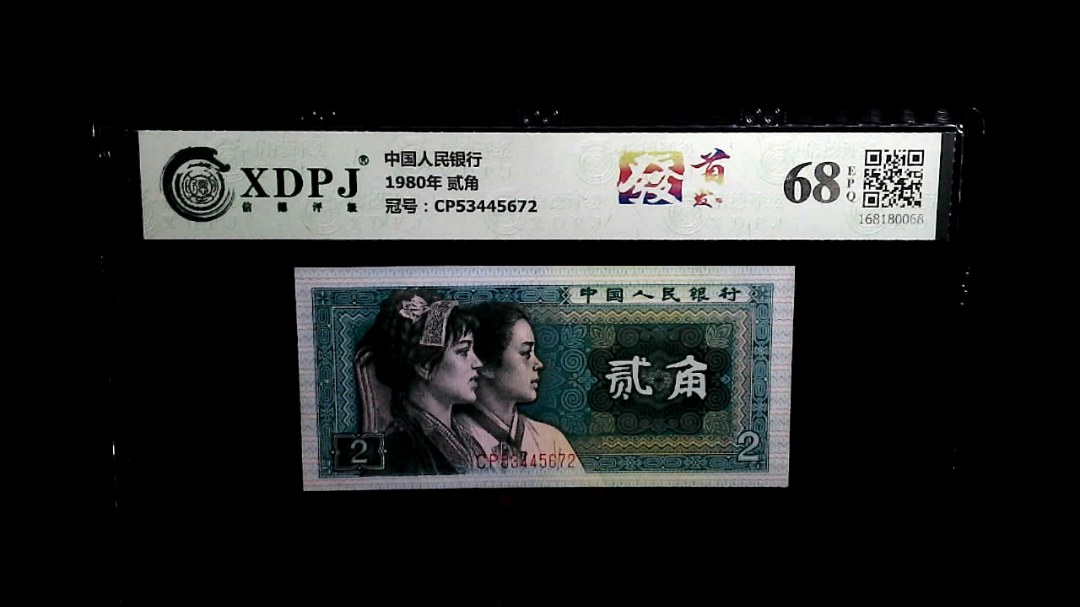 XDPJ®
信德评级
中国人民银行
1980年 贰角
冠号：CP53445672
發
首发
68
EPQ
168180068
中国人民银行
贰角
2
2
CP53445672